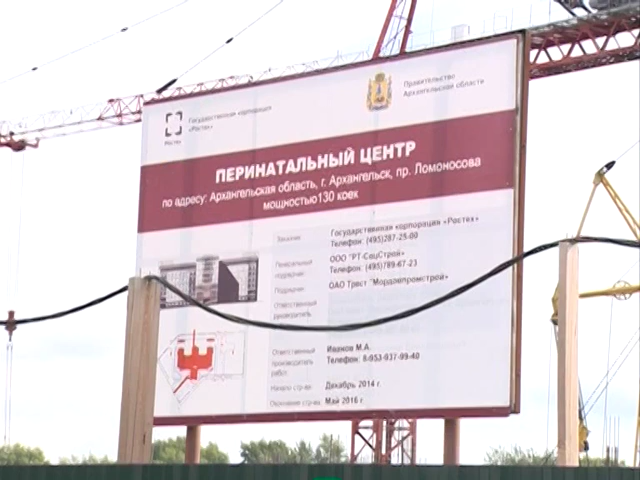 Государственная корпорация
«Ростех»
Ростех
Правительство
Архангельской области
ПЕРИНАТАЛЬНЫЙ ЦЕНТР
по адресу: Архангельская область, г. Архангельск, пр. Ломоносова
мощностью130 коек
Заказчик
Государственная корпорация «Ростех»
Телефон: (495)287-25-00
Генеральный
подрядчик
ООО "РТ-СоцСтрой»
Телефон: (495)789-67-23
Подрядчик
ОАО Трест "Мордовпромстрой»
Ответственный
руководитель
Ответственный
производитель
работ
Иванов М.А.
Телефон: 8-953-937-99-40
Начало стр-ва: Декабрь 2014 г.
Окончание стр-ва: Май 2016 г.